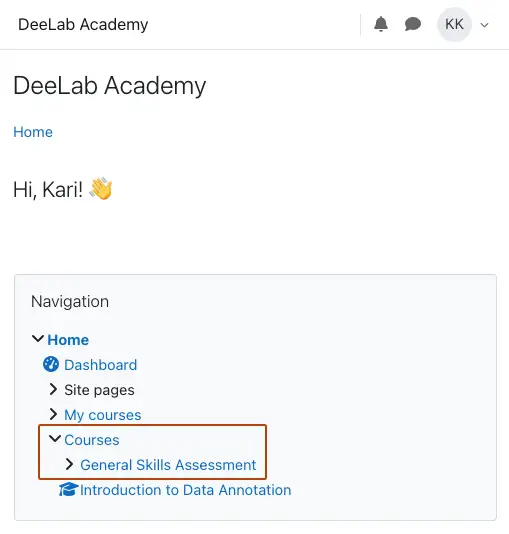 DeeLab Academy
KK
DeeLab Academy
Home
Hi, Kari! 👋
Navigation
Home
Dashboard
Site pages
My courses
Courses
General Skills Assessment
Introduction to Data Annotation